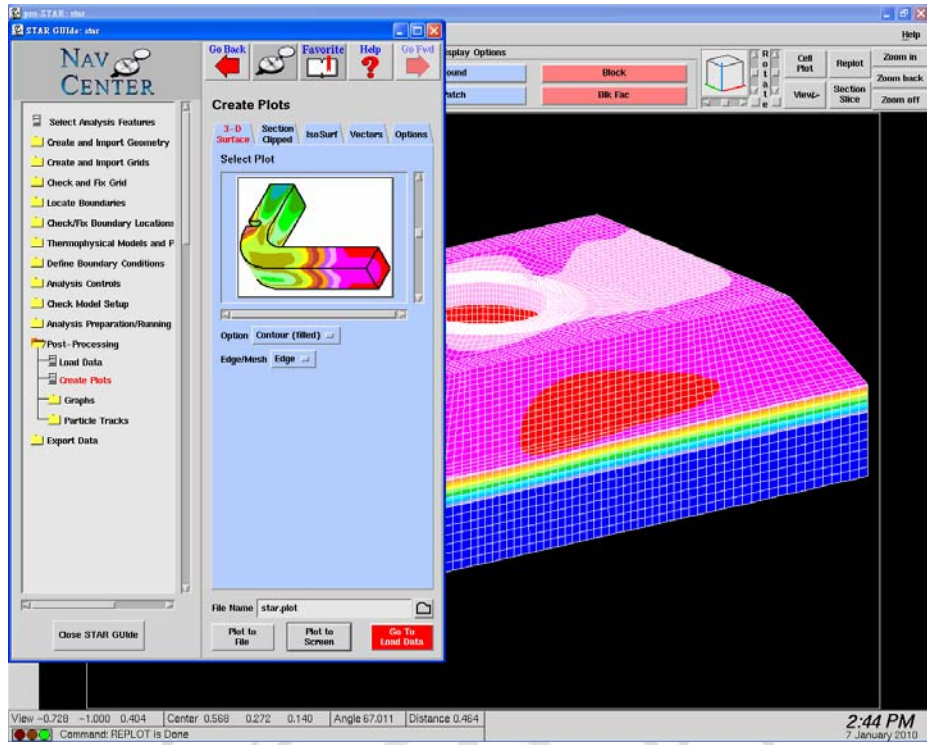 pro-STAR: star
STAR GUIde: star
NAV
CENTER
Select Analysis Features
Create and Import Geometry
Create and Import Grids
Check and Fix Grid
Locate Boundaries
Check/Fix Boundary Locations
Thermophysical Models and P
Define Boundary Conditions
Analysis Controls
Check Model Setup
Analysis Preparation/Running
Post-Processing
Load Data
Create Plots
Graphs
Particle Tracks
Export Data
Close STAR GUIde
Go Back
Favorite
Help
Go Fwd
Create Plots
3-D Surface
Section Clipped
IsoSurf
Vectors
Options
Select Plot
Option Contour (filled)
Edge/Mesh Edge
File Name star.plot
Plot to File
Plot to Screen
Go To Load Data
Help
splay Options
ound
Block
atch
Blk Fac
Rotate
Cell Plot
Replot
Zoom in
View
Section Slice
Zoom back
Zoom off
View -0.728 -1.000 0.404 Center 0.568 0.272 0.140 Angle 67.011 Distance 0.464
Command: REPLOT is Done
2:44 PM
7 January 2010